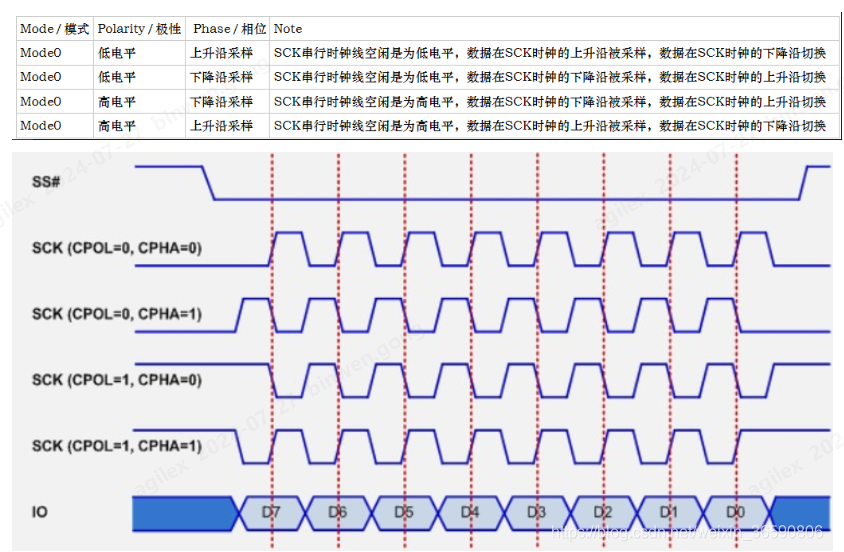 Mode / 模式 Polarity / 极性 Phase / 相位 Note
Mode0 低电平 上升沿采样 SCK串行时钟线空闲是为低电平，数据在SCK时钟的上升沿被采样，数据在SCK时钟的下降沿切换
Mode0 低电平 下降沿采样 SCK串行时钟线空闲是为低电平，数据在SCK时钟的下降沿被采样，数据在SCK时钟的上升沿切换
Mode0 高电平 下降沿采样 SCK串行时钟线空闲是为高电平，数据在SCK时钟的下降沿被采样，数据在SCK时钟的上升沿切换
Mode0 高电平 上升沿采样 SCK串行时钟线空闲是为高电平，数据在SCK时钟的上升沿被采样，数据在SCK时钟的下降沿切换
SS#
SCK (CPOL=0, CPHA=0)
SCK (CPOL=0, CPHA=1)
SCK (CPOL=1, CPHA=0)
SCK (CPOL=1, CPHA=1)
IO D7 D6 D5 D4 D3 D2 D1 D0
https://blog.csdn.net/weixin_36590806